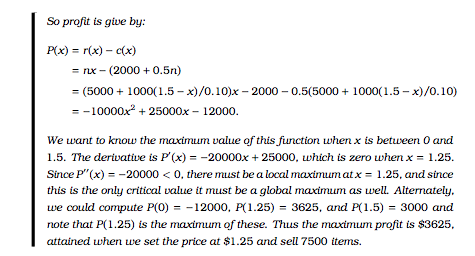 So profit is give by:
P(x) = r(x) – c(x)
= nx – (2000 + 0.5n)
= (5000 + 1000(1.5 – x)/0.10)x – 2000 – 0.5(5000 + 1000(1.5 – x)/0.10)
= –10000x² + 25000x – 12000.
We want to know the maximum value of this function when x is between 0 and
1.5. The derivative is P′(x) = –20000x + 25000, which is zero when x = 1.25.
Since P″(x) = –20000 < 0, there must be a local maximum at x = 1.25, and since
this is the only critical value it must be a global maximum as well. Alternately,
we could compute P(0) = –12000, P(1.25) = 3625, and P(1.5) = 3000 and
note that P(1.25) is the maximum of these. Thus the maximum profit is $3625,
attained when we set the price at $1.25 and sell 7500 items.